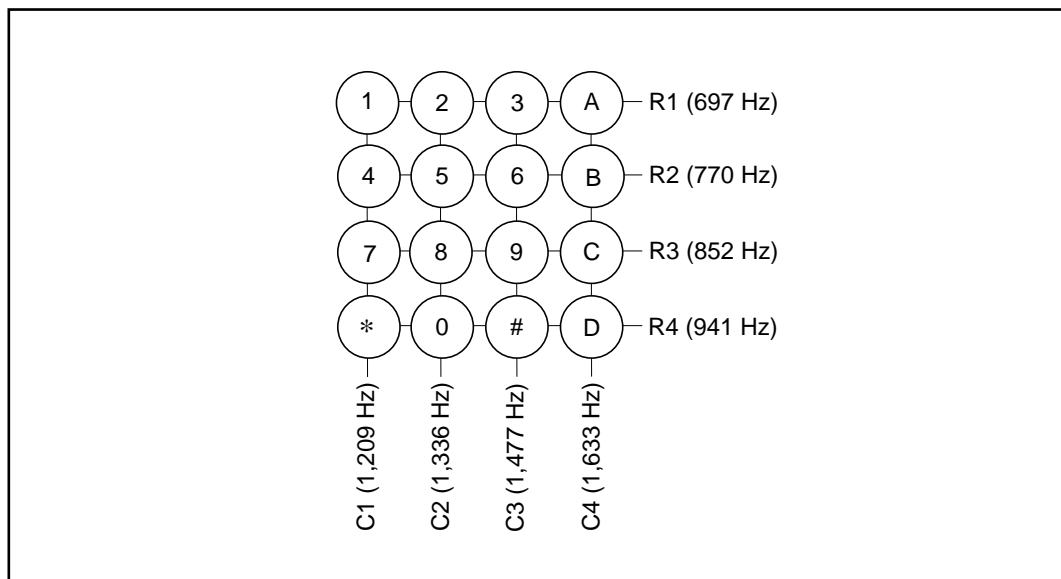 1 2 3 A R1 (697 Hz)
4 5 6 B R2 (770 Hz)
7 8 9 C R3 (852 Hz)
* 0 # D R4 (941 Hz)
C1 (1,209 Hz)
C2 (1,336 Hz)
C3 (1,477 Hz)
C4 (1,633 Hz)